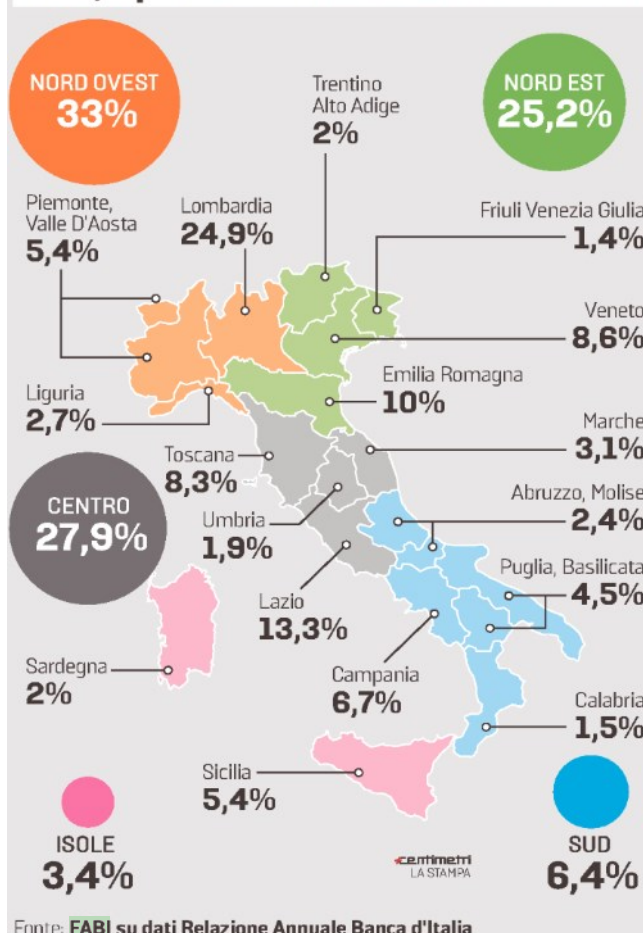 NORD OVEST
33%
Trentino
Alto Adige
2%
NORD EST
25,2%
Piemonte,
Valle D'Aosta
5,4%
Lombardia
24,9%
Friuli Venezia Giulia
1,4%
Veneto
8,6%
Emilia Romagna
10%
Liguria
2,7%
Marche
3,1%
Toscana
8,3%
CENTRO
27,9%
Umbria
1,9%
Abruzzo, Molise
2,4%
Puglia, Basilicata
4,5%
Lazio
13,3%
Sardegna
2%
Campania
6,7%
Calabria
1,5%
Sicilia
5,4%
ISOLE
3,4%
centimetri
LA STAMPA
SUD
6,4%
Fonte: FABI su dati Relazione Annuale Banca d'Italia